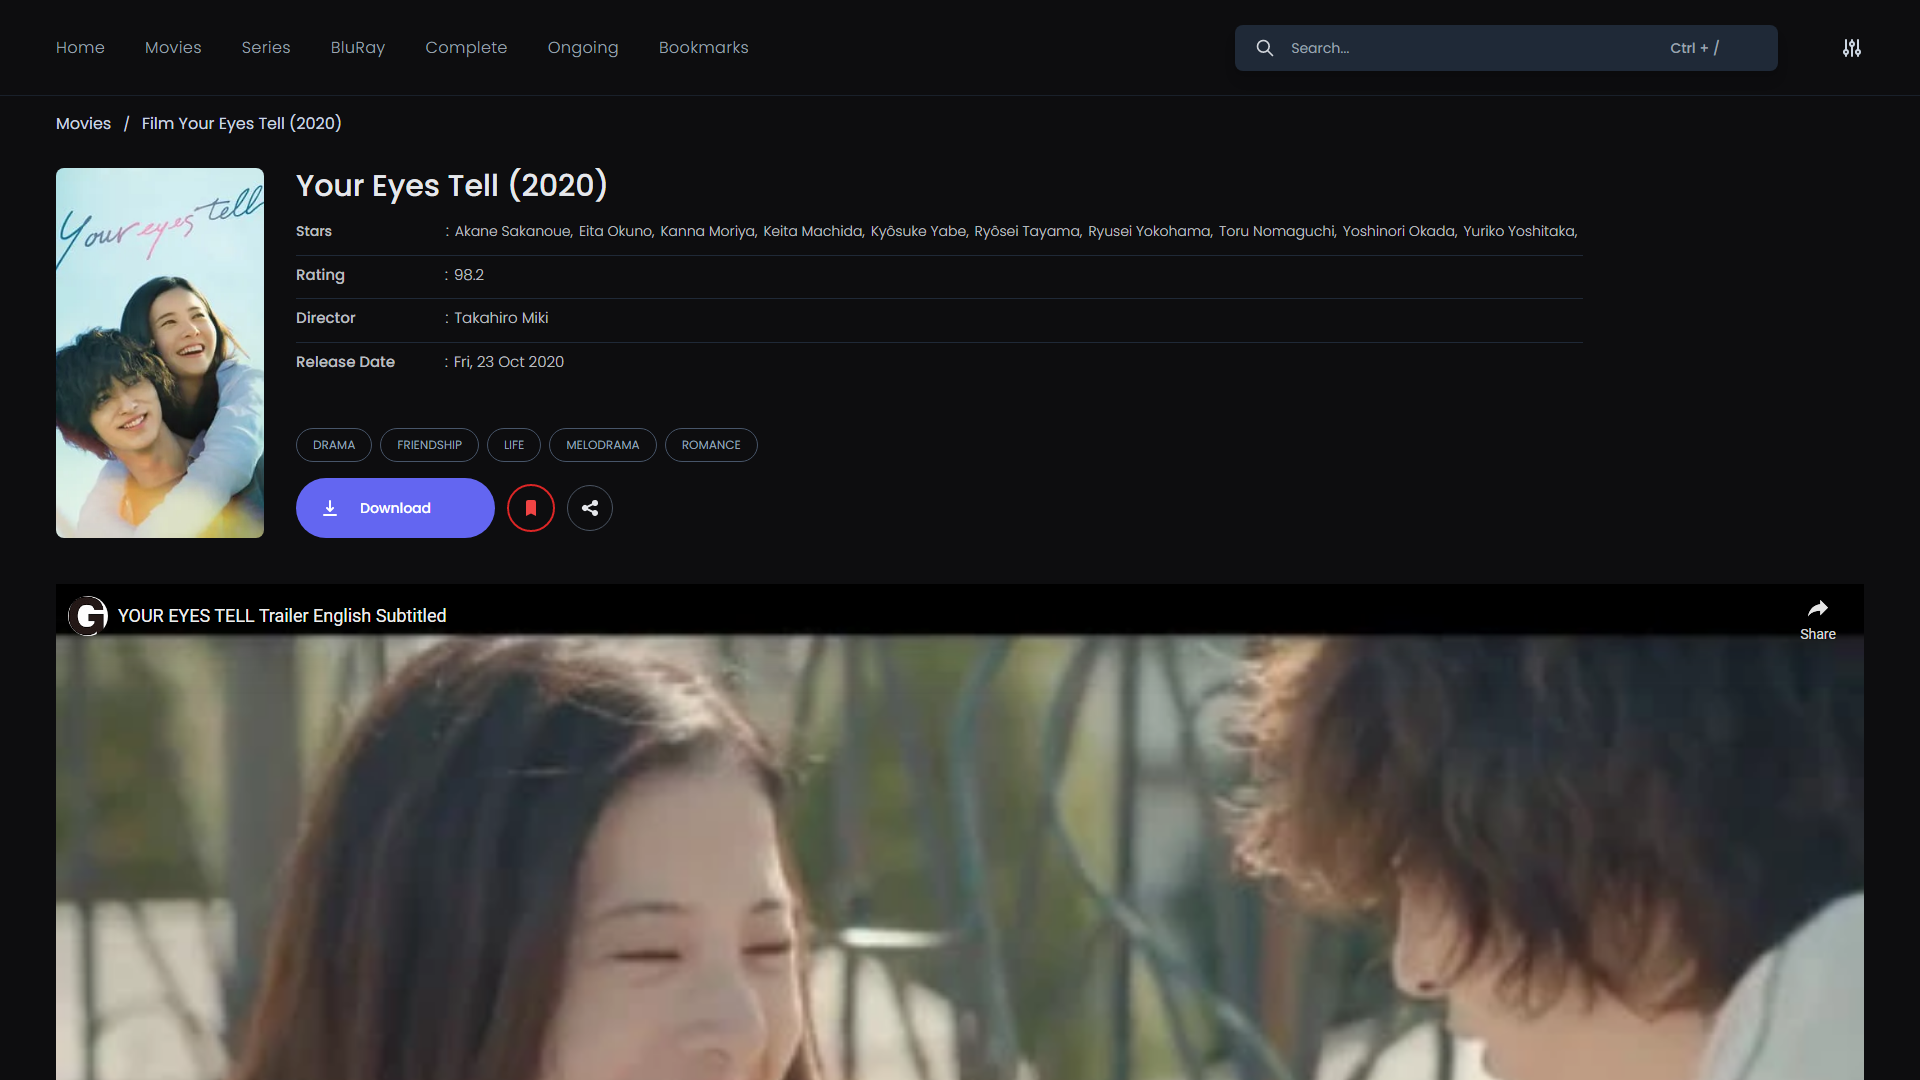 Home Movies Series BluRay Complete Ongoing Bookmarks
Search... Ctrl + /
Movies / Film Your Eyes Tell (2020)
Your eyes tell
Your Eyes Tell (2020)
Stars : Akane Sakanoue, Eita Okuno, Kanna Moriya, Keita Machida, Kyôsuke Yabe, Ryôsei Tayama, Ryusei Yokohama, Toru Nomaguchi, Yoshinori Okada, Yuriko Yoshitaka,
Rating : 98.2
Director : Takahiro Miki
Release Date : Fri, 23 Oct 2020
DRAMA FRIENDSHIP LIFE MELODRAMA ROMANCE
Download
G YOUR EYES TELL Trailer English Subtitled
Share